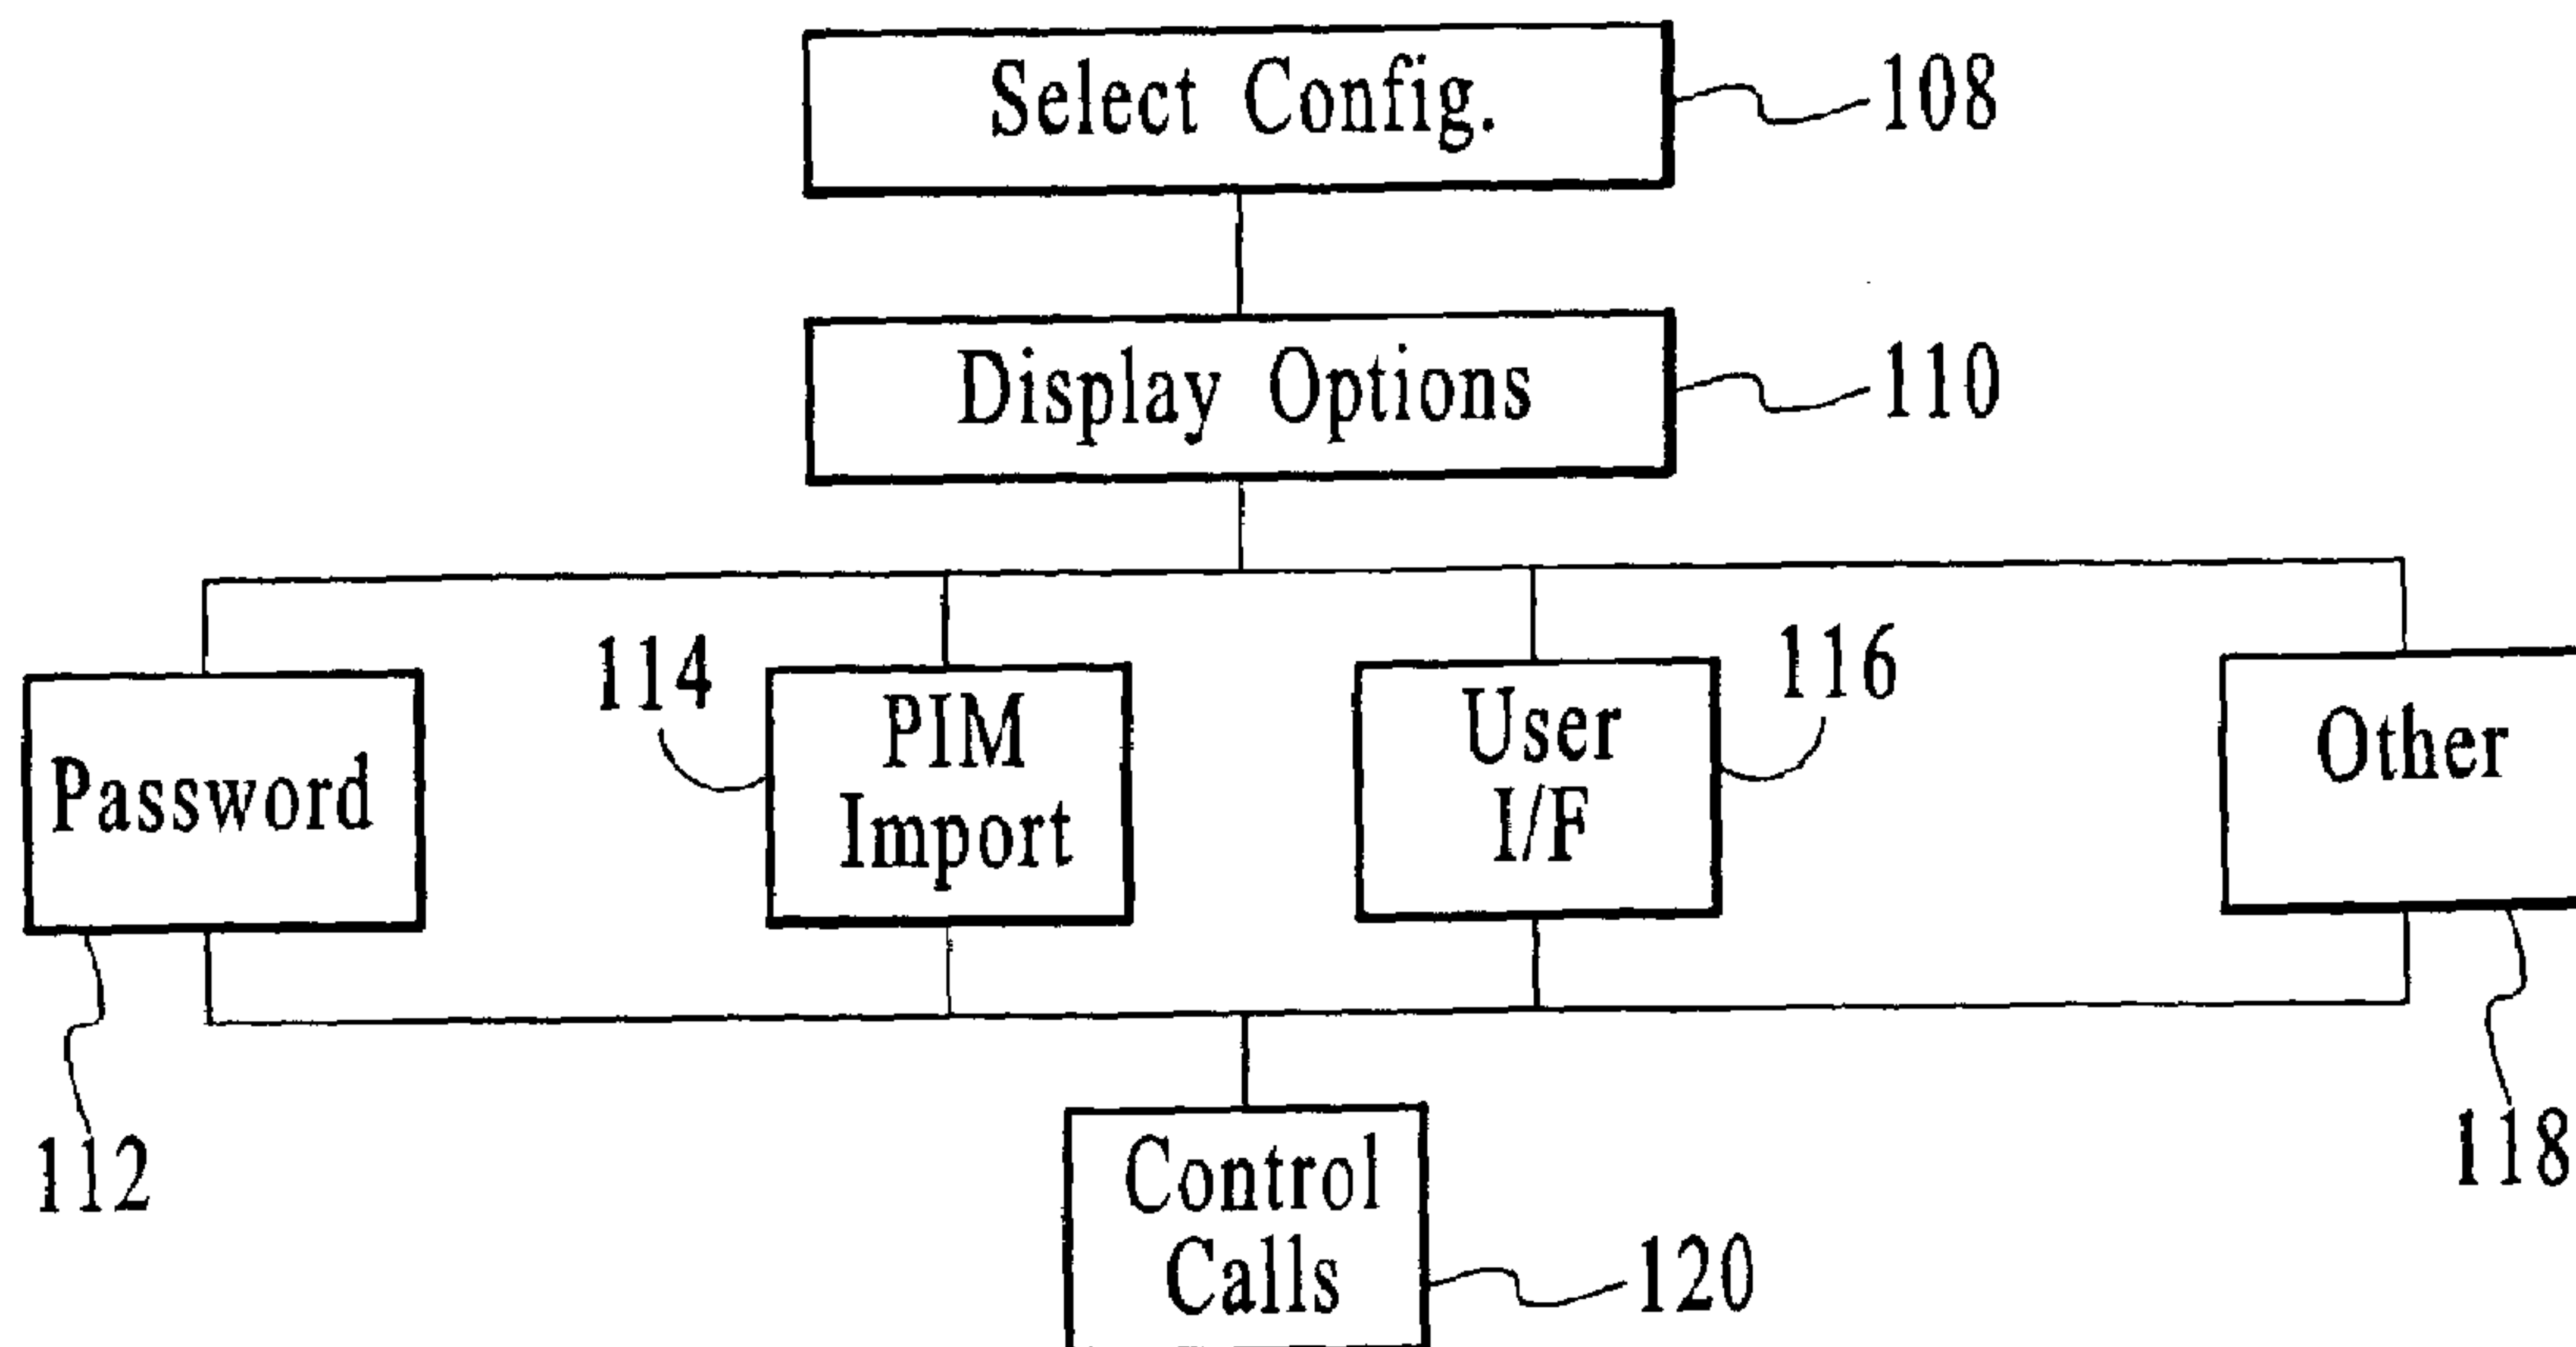 Select Config.
108
Display Options
110
114
116
Password
PIM
Import
User
I/F
Other
112
118
Control
Calls
120